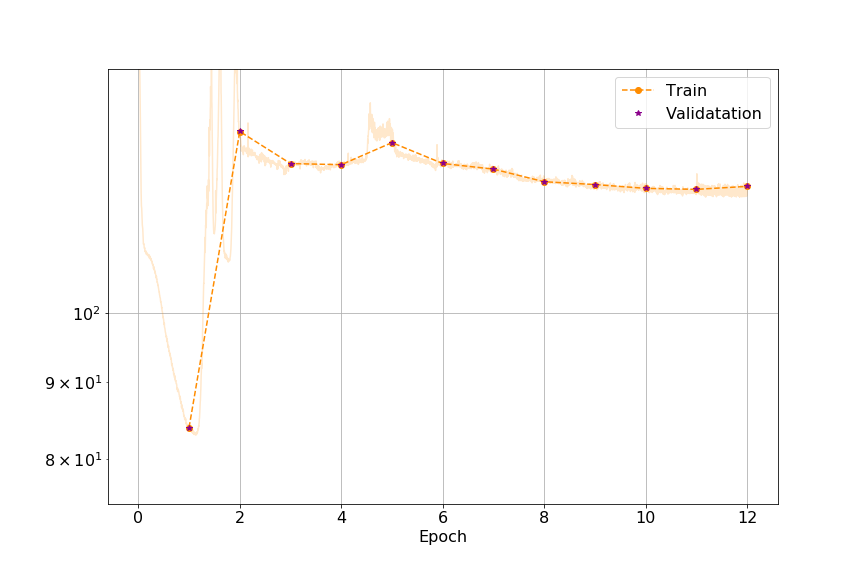 Train
Validatation
10²
9 × 10¹
8 × 10¹
0 2 4 6 8 10 12
Epoch